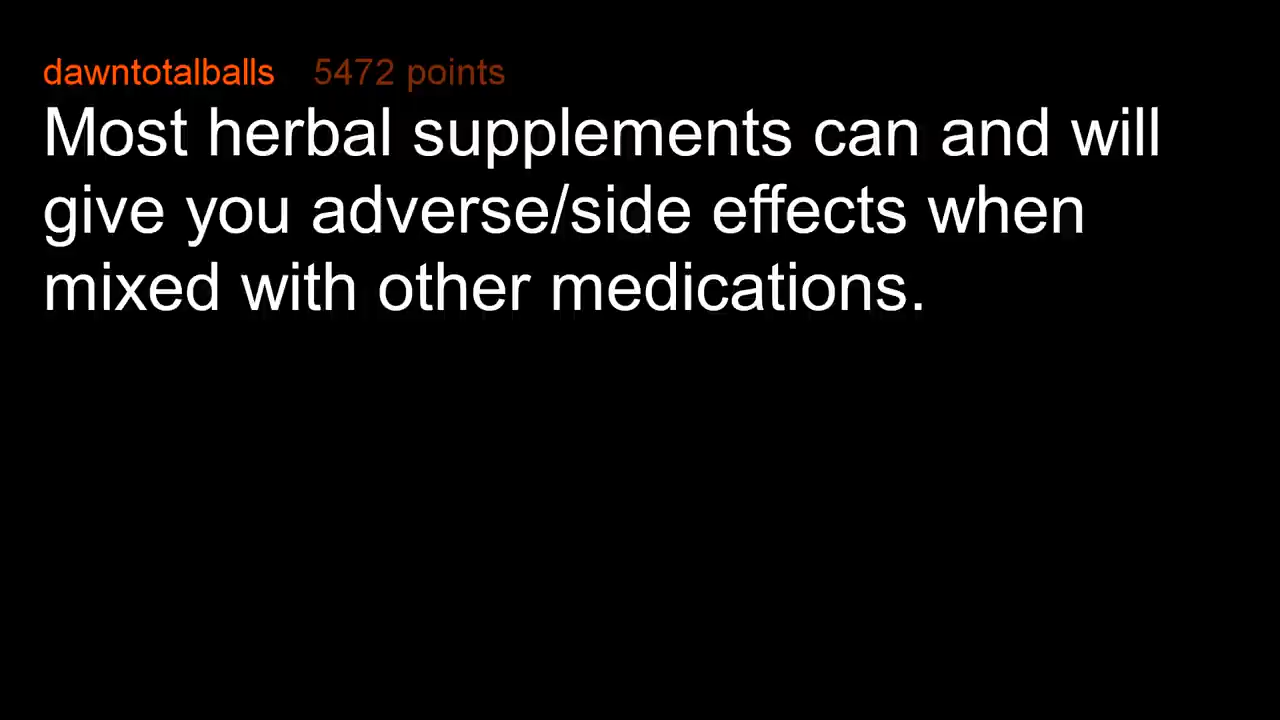 dawntotalballs 5472 points
Most herbal supplements can and will
give you adverse/side effects when
mixed with other medications.